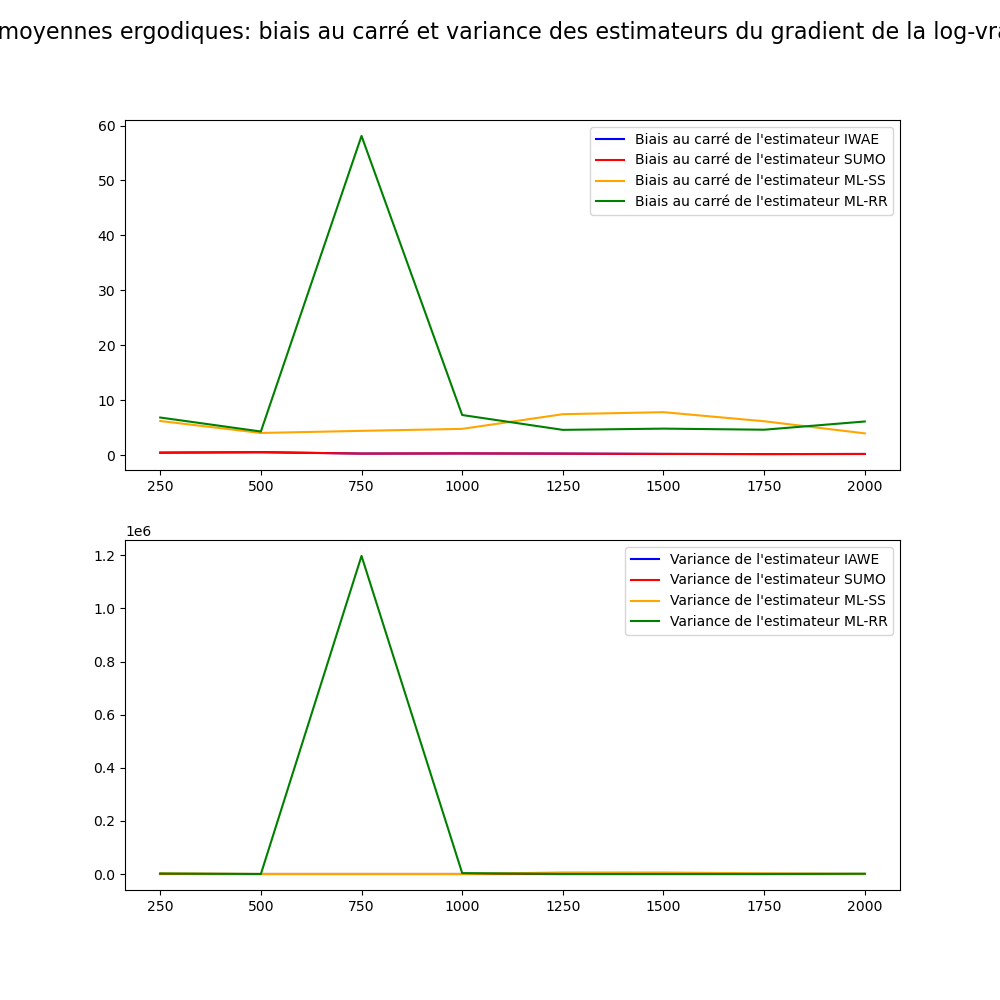 moyennes ergodiques: biais au carré et variance des estimateurs du gradient de la log-vra
60
50
40
30
20
10
0
Biais au carré de l'estimateur IWAE
Biais au carré de l'estimateur SUMO
Biais au carré de l'estimateur ML-SS
Biais au carré de l'estimateur ML-RR
250 500 750 1000 1250 1500 1750 2000
1e6
1.2
1.0
0.8
0.6
0.4
0.2
0.0
Variance de l'estimateur IAWE
Variance de l'estimateur SUMO
Variance de l'estimateur ML-SS
Variance de l'estimateur ML-RR
250 500 750 1000 1250 1500 1750 2000